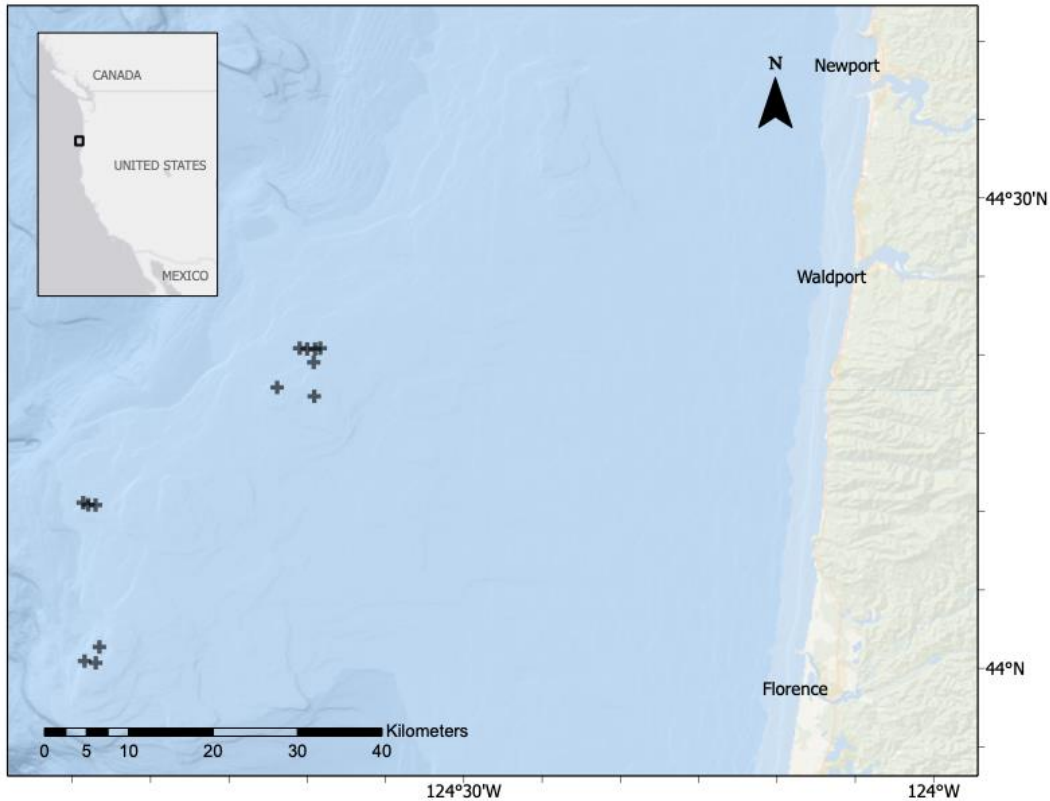 CANADA
UNITED STATES
MEXICO
N
Newport
44°30'N
Waldport
44°N
Florence
Kilometers
0 5 10 20 30 40
124°30'W
124°W